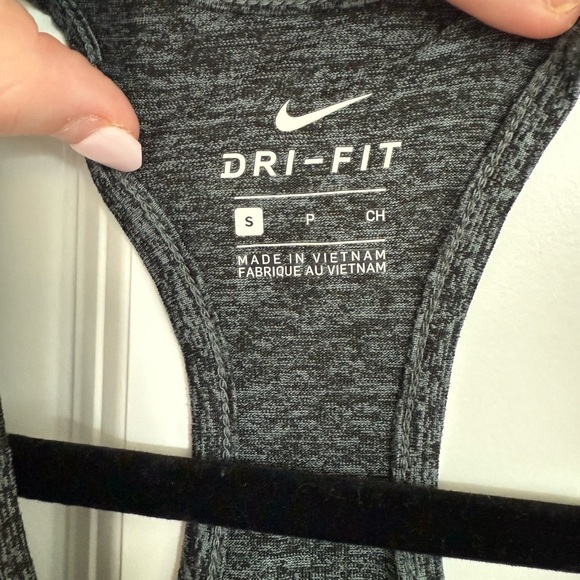 DRI-FIT
S P CH
MADE IN VIETNAM
FABRIQUE AU VIETNAM